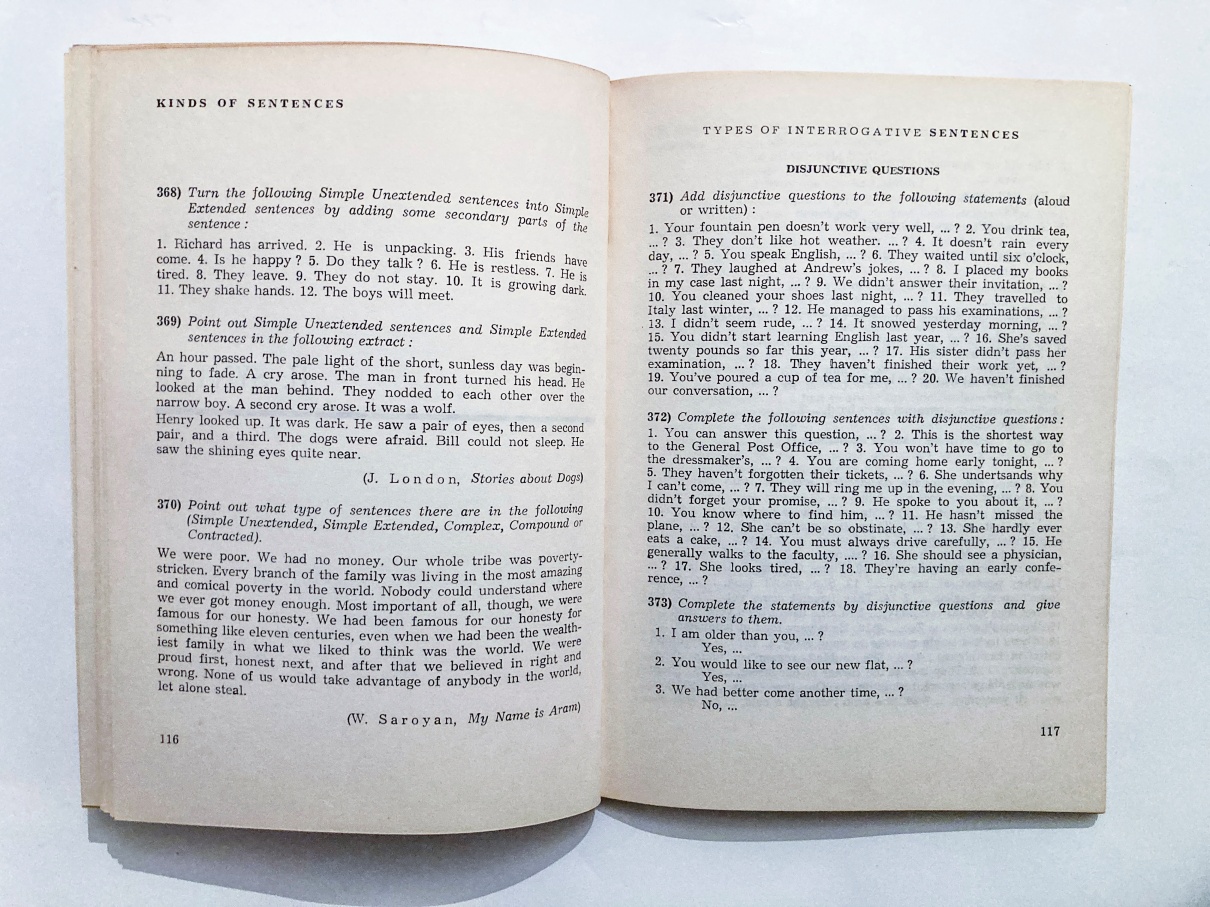 KINDS OF SENTENCES
368) Turn the following Simple Unextended sentences into Simple
Extended sentences by adding some secondary parts of the
sentence :
1. Richard has arrived. 2. He is unpacking. 3. His friends have
come. 4. Is he happy ? 5. Do they talk ? 6. He is restless. 7. He is
tired. 8. They leave. 9. They do not stay. 10. It is growing dark.
11. They shake hands. 12. The boys will meet.
369) Point out Simple Unextended sentences and Simple Extended
sentences in the following extract :
An hour passed. The pale light of the short, sunless day was begin-
ning to fade. A cry arose. The man in front turned his head. He
looked at the man behind. They nodded to each other over the
narrow boy. A second cry arose. It was a wolf.
Henry looked up. It was dark. He saw a pair of eyes, then a second
pair, and a third. The dogs were afraid. Bill could not sleep. He
saw the shining eyes quite near.
(J. London, Stories about Dogs)
370) Point out what type of sentences there are in the following
(Simple Unextended, Simple Extended, Complex, Compound or
Contracted).
We were poor. We had no money. Our whole tribe was poverty-
stricken. Every branch of the family was living in the most amazing
and comical poverty in the world. Nobody could understand where
we ever got money enough. Most important of all, though, we were
famous for our honesty. We had been famous for our honesty for
something like eleven centuries, even when we had been the wealth-
iest family in what we liked to think was the world. We were
proud first, honest next, and after that we believed in right and
wrong. None of us would take advantage of anybody in the world,
let alone steal.
(W. Saroyan, My Name is Aram)
116
TYPES OF INTERROGATIVE SENTENCES
DISJUNCTIVE QUESTIONS
371) Add disjunctive questions to the following statements (aloud
or written) :
1. Your fountain pen doesn't work very well, ... ? 2. You drink tea,
... ? 3. They don't like hot weather. ... ? 4. It doesn't rain every
day, ... ? 5. You speak English, ... ? 6. They waited until six o'clock,
... ? 7. They laughed at Andrew's jokes, ... ? 8. I placed my books
in my case last night, ... ? 9. We didn't answer their invitation, ... ?
10. You cleaned your shoes last night, ... ? 11. They travelled to
Italy last winter, ... ? 12. He managed to pass his examinations, ... ?
13. I didn't seem rude, ... ? 14. It snowed yesterday morning, ... ?
15. You didn't start learning English last year, ... ? 16. She's saved
twenty pounds so far this year, ... ? 17. His sister didn't pass her
examination, ... ? 18. They haven't finished their work yet, ... ?
19. You've poured a cup of tea for me, ... ? 20. We haven't finished
our conversation, ... ?
372) Complete the following sentences with disjunctive questions :
1. You can answer this question, ... ? 2. This is the shortest way
to the General Post Office, ... ? 3. You won't have time to go to
the dressmaker's, ... ? 4. You are coming home early tonight, ... ?
5. They haven't forgotten their tickets, ... ? 6. She undertsands why
I can't come, ... ? 7. They will ring me up in the evening, ... ? 8. You
didn't forget your promise, ... ? 9. He spoke to you about it, ... ?
10. You know where to find him, ... ? 11. He hasn't missed the
plane, ... ? 12. She can't be so obstinate, ... ? 13. She hardly ever
eats a cake, ... ? 14. You must always drive carefully, ... ? 15. He
generally walks to the faculty, .... ? 16. She should see a physician,
... ? 17. She looks tired, ... ? 18. They're having an early confe-
rence, ... ?
373) Complete the statements by disjunctive questions and give
answers to them.
1. I am older than you, ... ?
Yes, ...
2. You would like to see our new flat, ... ?
Yes, ...
3. We had better come another time, ... ?
No, ...
117